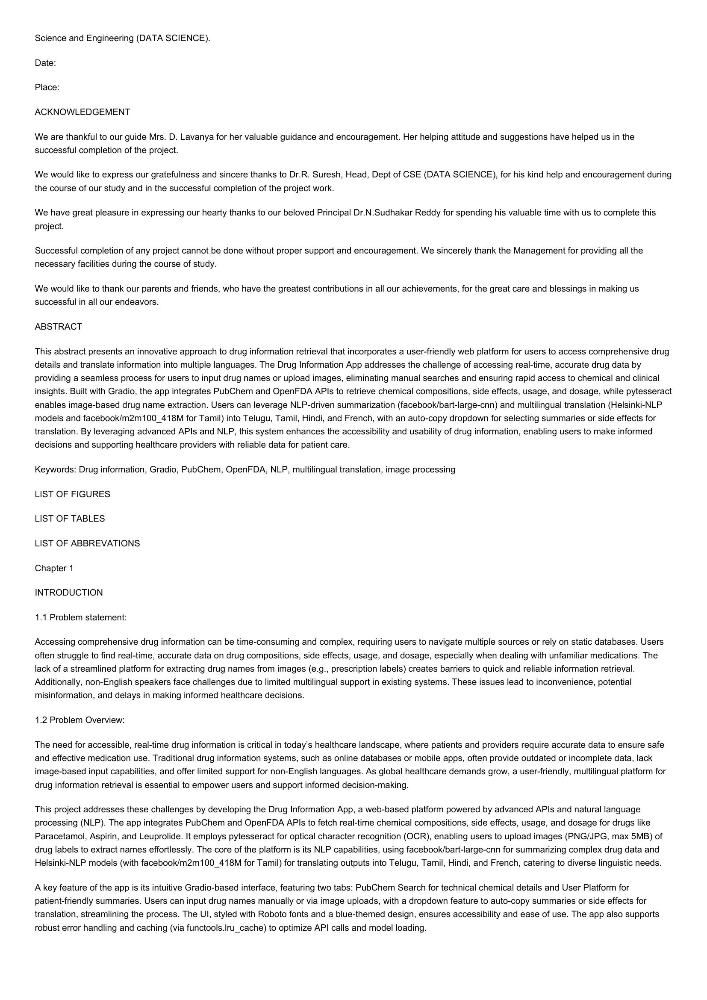 Science and Engineering (DATA SCIENCE).
Date:
Place:
ACKNOWLEDGEMENT
We are thankful to our guide Mrs. D. Lavanya for her valuable guidance and encouragement. Her helping attitude and suggestions have helped us in the
successful completion of the project.
We would like to express our gratefulness and sincere thanks to Dr.R. Suresh, Head, Dept of CSE (DATA SCIENCE), for his kind help and encouragement during
the course of our study and in the successful completion of the project work.
We have great pleasure in expressing our hearty thanks to our beloved Principal Dr.N.Sudhakar Reddy for spending his valuable time with us to complete this
project.
Successful completion of any project cannot be done without proper support and encouragement. We sincerely thank the Management for providing all the
necessary facilities during the course of study.
We would like to thank our parents and friends, who have the greatest contributions in all our achievements, for the great care and blessings in making us
successful in all our endeavors.
ABSTRACT
This abstract presents an innovative approach to drug information retrieval that incorporates a user-friendly web platform for users to access comprehensive drug
details and translate information into multiple languages. The Drug Information App addresses the challenge of accessing real-time, accurate drug data by
providing a seamless process for users to input drug names or upload images, eliminating manual searches and ensuring rapid access to chemical and clinical
insights. Built with Gradio, the app integrates PubChem and OpenFDA APIs to retrieve chemical compositions, side effects, usage, and dosage, while pytesseract
enables image-based drug name extraction. Users can leverage NLP-driven summarization (facebook/bart-large-cnn) and multilingual translation (Helsinki-NLP
models and facebook/m2m100_418M for Tamil) into Telugu, Tamil, Hindi, and French, with an auto-copy dropdown for selecting summaries or side effects for
translation. By leveraging advanced APIs and NLP, this system enhances the accessibility and usability of drug information, enabling users to make informed
decisions and supporting healthcare providers with reliable data for patient care.
Keywords: Drug information, Gradio, PubChem, OpenFDA, NLP, multilingual translation, image processing
LIST OF FIGURES
LIST OF TABLES
LIST OF ABBREVATIONS
Chapter 1
INTRODUCTION
1.1 Problem statement:
Accessing comprehensive drug information can be time-consuming and complex, requiring users to navigate multiple sources or rely on static databases. Users
often struggle to find real-time, accurate data on drug compositions, side effects, usage, and dosage, especially when dealing with unfamiliar medications. The
lack of a streamlined platform for extracting drug names from images (e.g., prescription labels) creates barriers to quick and reliable information retrieval.
Additionally, non-English speakers face challenges due to limited multilingual support in existing systems. These issues lead to inconvenience, potential
misinformation, and delays in making informed healthcare decisions.
1.2 Problem Overview:
The need for accessible, real-time drug information is critical in today’s healthcare landscape, where patients and providers require accurate data to ensure safe
and effective medication use. Traditional drug information systems, such as online databases or mobile apps, often provide outdated or incomplete data, lack
image-based input capabilities, and offer limited support for non-English languages. As global healthcare demands grow, a user-friendly, multilingual platform for
drug information retrieval is essential to empower users and support informed decision-making.
This project addresses these challenges by developing the Drug Information App, a web-based platform powered by advanced APIs and natural language
processing (NLP). The app integrates PubChem and OpenFDA APIs to fetch real-time chemical compositions, side effects, usage, and dosage for drugs like
Paracetamol, Aspirin, and Leuprolide. It employs pytesseract for optical character recognition (OCR), enabling users to upload images (PNG/JPG, max 5MB) of
drug labels to extract names effortlessly. The core of the platform is its NLP capabilities, using facebook/bart-large-cnn for summarizing complex drug data and
Helsinki-NLP models (with facebook/m2m100_418M for Tamil) for translating outputs into Telugu, Tamil, Hindi, and French, catering to diverse linguistic needs.
A key feature of the app is its intuitive Gradio-based interface, featuring two tabs: PubChem Search for technical chemical details and User Platform for
patient-friendly summaries. Users can input drug names manually or via image uploads, with a dropdown feature to auto-copy summaries or side effects for
translation, streamlining the process. The UI, styled with Roboto fonts and a blue-themed design, ensures accessibility and ease of use. The app also supports
robust error handling and caching (via functools.lru_cache) to optimize API calls and model loading.